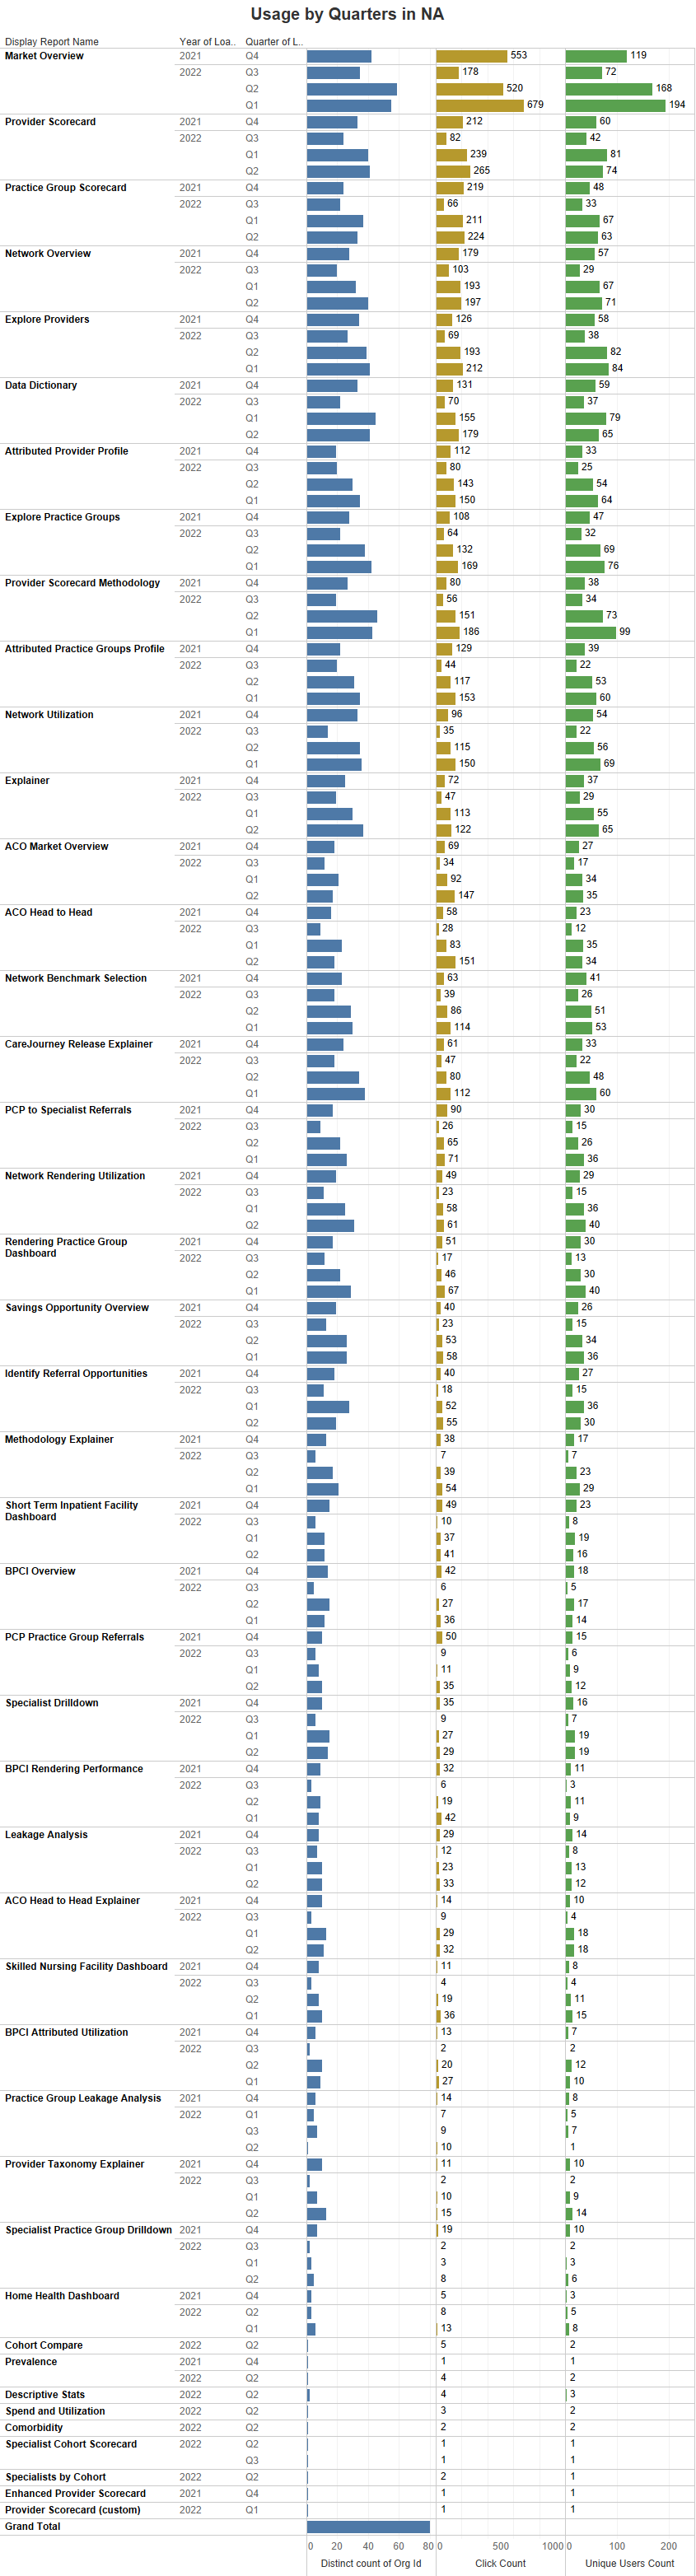 Usage by Quarters in NA
Display Report Name Year of Loa.. Quarter of L..
Market Overview 2021 Q4 553 119
2022 Q3 178 72
Q2 520 168
Q1 679 194
Provider Scorecard 2021 Q4 212 60
2022 Q3 82 42
Q1 239 81
Q2 265 74
Practice Group Scorecard 2021 Q4 219 48
2022 Q3 66 33
Q1 211 67
Q2 224 63
Network Overview 2021 Q4 179 57
2022 Q3 103 29
Q1 193 67
Q2 197 71
Explore Providers 2021 Q4 126 58
2022 Q3 69 38
Q2 193 82
Q1 212 84
Data Dictionary 2021 Q4 131 59
2022 Q3 70 37
Q1 155 79
Q2 179 65
Attributed Provider Profile 2021 Q4 112 33
2022 Q3 80 25
Q2 143 54
Q1 150 64
Explore Practice Groups 2021 Q4 108 47
2022 Q3 64 32
Q2 132 69
Q1 169 76
Provider Scorecard Methodology 2021 Q4 80 38
2022 Q3 56 34
Q2 151 73
Q1 186 99
Attributed Practice Groups Profile 2021 Q4 129 39
2022 Q3 44 22
Q2 117 53
Q1 153 60
Network Utilization 2021 Q4 96 54
2022 Q3 35 22
Q2 115 56
Q1 150 69
Explainer 2021 Q4 72 37
2022 Q3 47 29
Q1 113 55
Q2 122 65
ACO Market Overview 2021 Q4 69 27
2022 Q3 34 17
Q1 92 34
Q2 147 35
ACO Head to Head 2021 Q4 58 23
2022 Q3 28 12
Q1 83 35
Q2 151 34
Network Benchmark Selection 2021 Q4 63 41
2022 Q3 39 26
Q2 86 51
Q1 114 53
CareJourney Release Explainer 2021 Q4 61 33
2022 Q3 47 22
Q2 80 48
Q1 112 60
PCP to Specialist Referrals 2021 Q4 90 30
2022 Q3 26 15
Q2 65 26
Q1 71 36
Network Rendering Utilization 2021 Q4 49 29
2022 Q3 23 15
Q1 58 36
Q2 61 40
Rendering Practice Group 2021 Q4 51 30
Dashboard 2022 Q3 17 13
Q2 46 30
Q1 67 40
Savings Opportunity Overview 2021 Q4 40 26
2022 Q3 23 15
Q2 53 34
Q1 58 36
Identify Referral Opportunities 2021 Q4 40 27
2022 Q3 18 15
Q1 52 36
Q2 55 30
Methodology Explainer 2021 Q4 38 17
2022 Q3 7 7
Q2 39 23
Q1 54 29
Short Term Inpatient Facility 2021 Q4 49 23
Dashboard 2022 Q3 10 8
Q1 37 19
Q2 41 16
BPCI Overview 2021 Q4 42 18
2022 Q3 6 5
Q2 27 17
Q1 36 14
PCP Practice Group Referrals 2021 Q4 50 15
2022 Q3 9 6
Q1 11 9
Q2 35 12
Specialist Drilldown 2021 Q4 35 16
2022 Q3 9 7
Q1 27 19
Q2 29 19
BPCI Rendering Performance 2021 Q4 32 11
2022 Q3 6 3
Q2 19 11
Q1 42 9
Leakage Analysis 2021 Q4 29 14
2022 Q3 12 8
Q1 23 13
Q2 33 12
ACO Head to Head Explainer 2021 Q4 14 10
2022 Q3 9 4
Q1 29 18
Q2 32 18
Skilled Nursing Facility Dashboard 2021 Q4 11 8
2022 Q3 4 4
Q2 19 11
Q1 36 15
BPCI Attributed Utilization 2021 Q4 13 7
2022 Q3 2 2
Q2 20 12
Q1 27 10
Practice Group Leakage Analysis 2021 Q4 14 8
2022 Q1 7 5
Q3 9 7
Q2 10 1
Provider Taxonomy Explainer 2021 Q4 11 10
2022 Q3 2 2
Q1 10 9
Q2 15 14
Specialist Practice Group Drilldown 2021 Q4 19 10
2022 Q3 2 2
Q1 3 3
Q2 8 6
Home Health Dashboard 2021 Q4 5 3
2022 Q2 8 5
Q1 13 8
Cohort Compare 2022 Q2 5 2
Prevalence 2021 Q4 1 1
2022 Q2 4 2
Descriptive Stats 2022 Q2 4 3
Spend and Utilization 2022 Q2 3 2
Comorbidity 2022 Q2 2 2
Specialist Cohort Scorecard 2022 Q2 1 1
Q3 1 1
Specialists by Cohort 2022 Q2 2 1
Enhanced Provider Scorecard 2021 Q4 1 1
Provider Scorecard (custom) 2022 Q1 1 1
Grand Total
0 20 40 60 80 0 500 1000 0 100 200
Distinct count of Org Id Click Count Unique Users Count